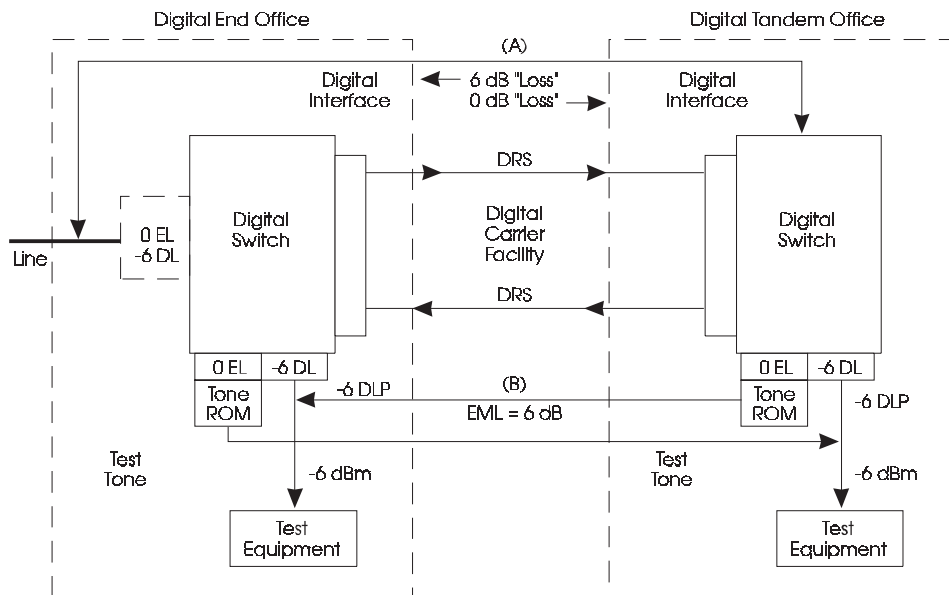 Digital End Office
Digital Tandem Office
(A)
Digital
Interface
6 dB "Loss"
0 dB "Loss"
Digital
Interface
DRS
Line
0 EL
-6 DL
Digital
Switch
Digital
Carrier
Facility
Digital
Switch
DRS
0 EL
-6 DL
Tone
ROM
-6 DLP
(B)
EML = 6 dB
0 EL
-6 DL
Tone
ROM
-6 DLP
Test
Tone
-6 dBm
Test
Tone
-6 dBm
Test
Equipment
Test
Equipment